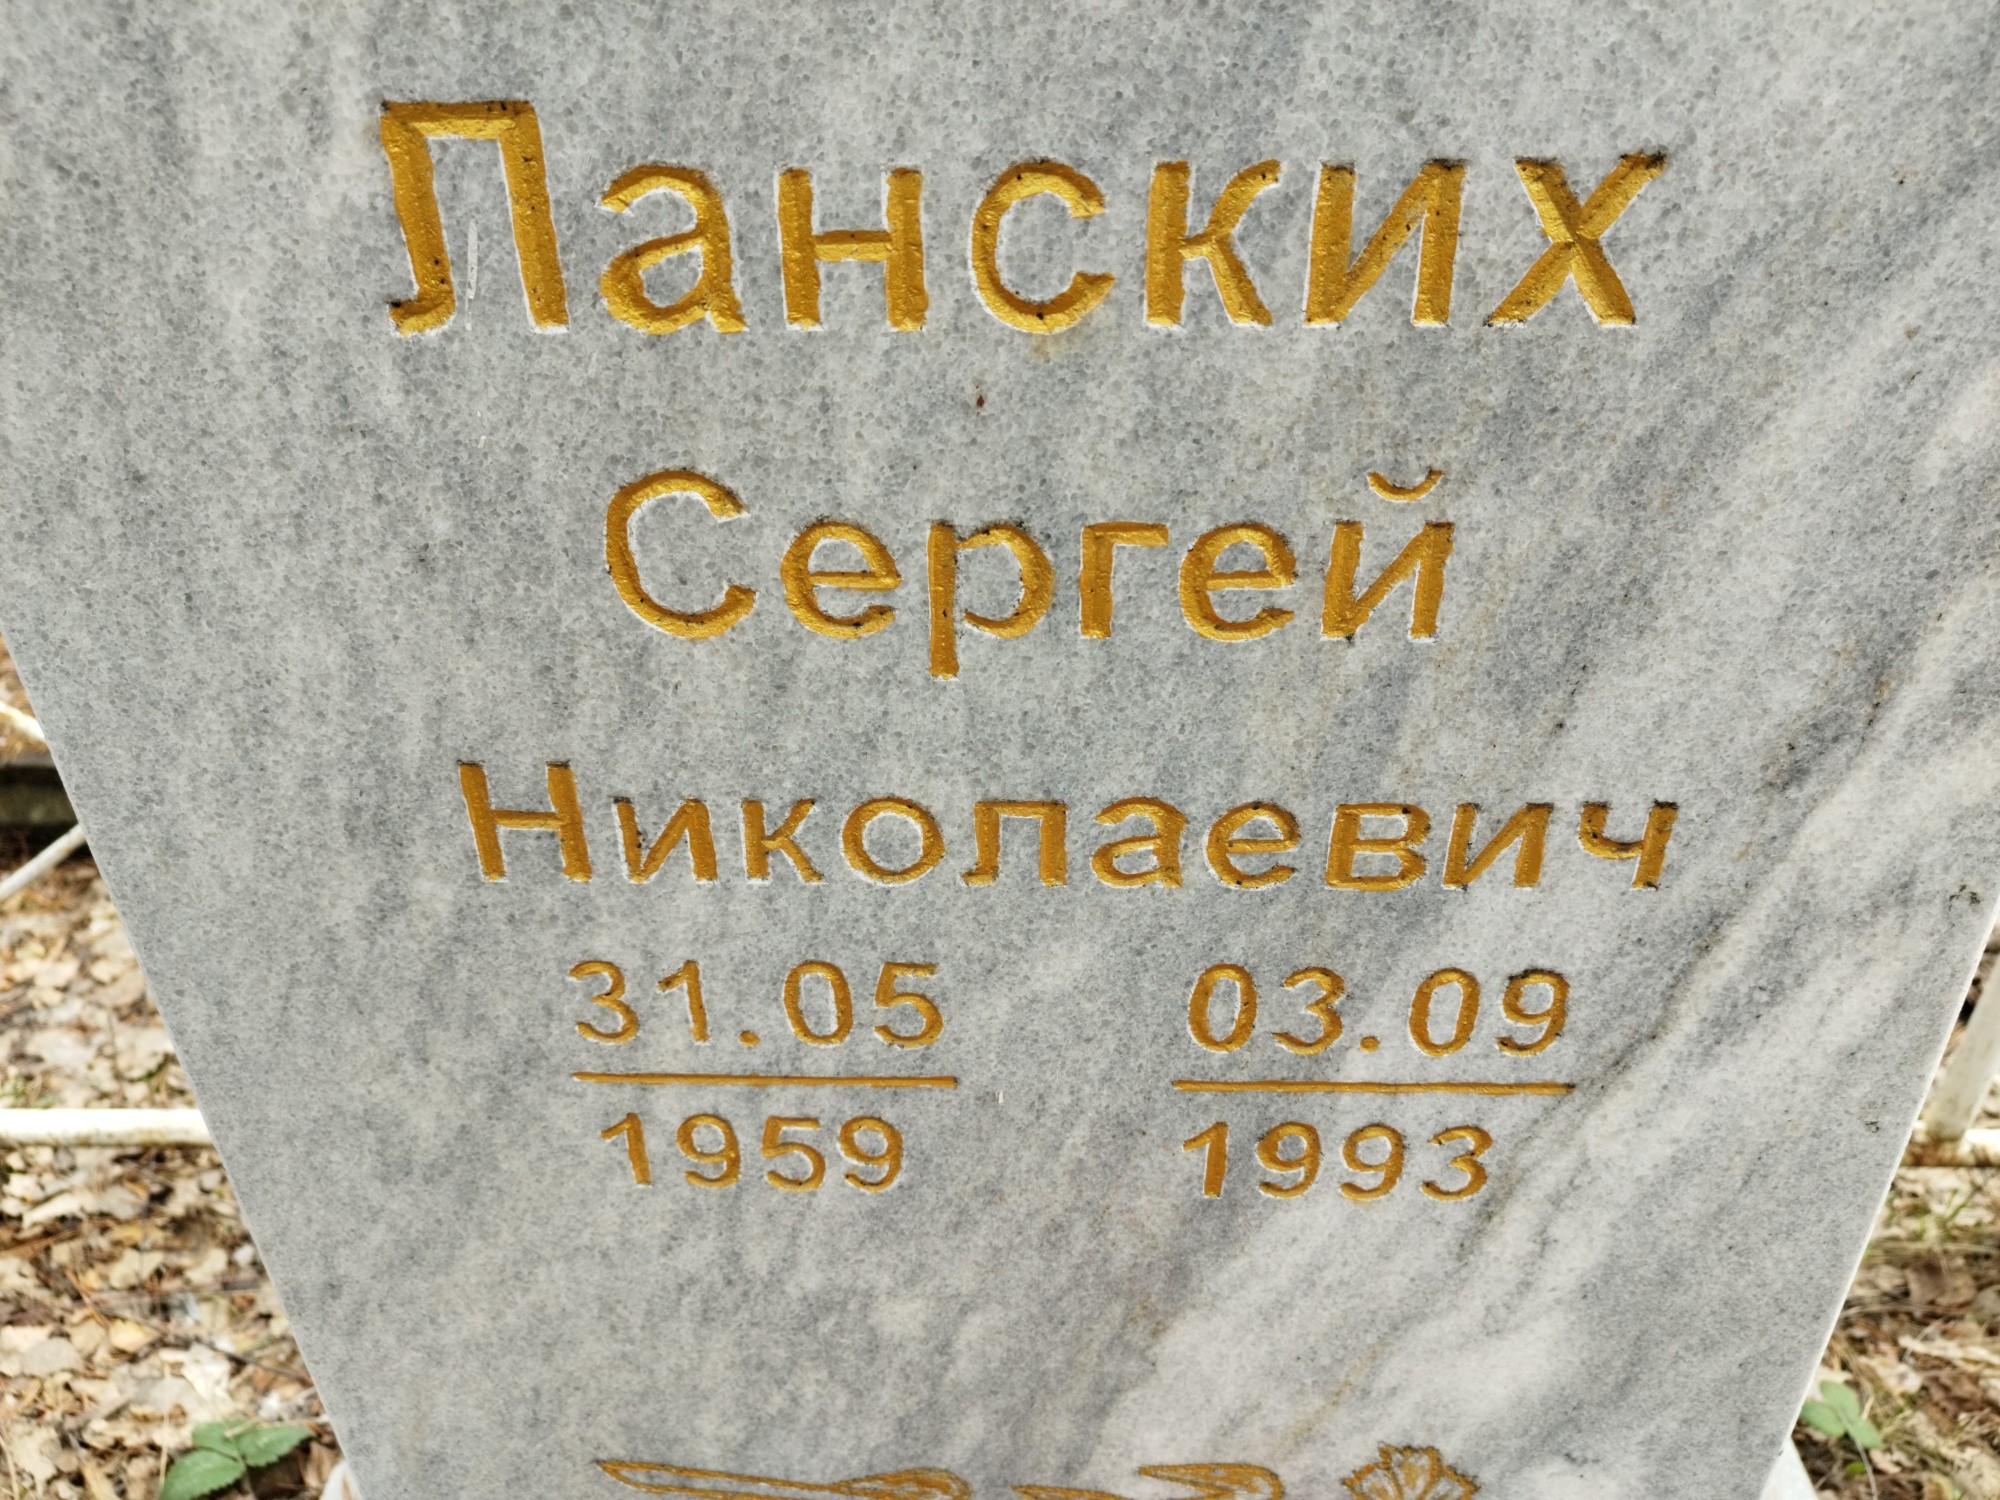 Ланских
Сергей
Николаевич
31.05 03.09
1959 1993